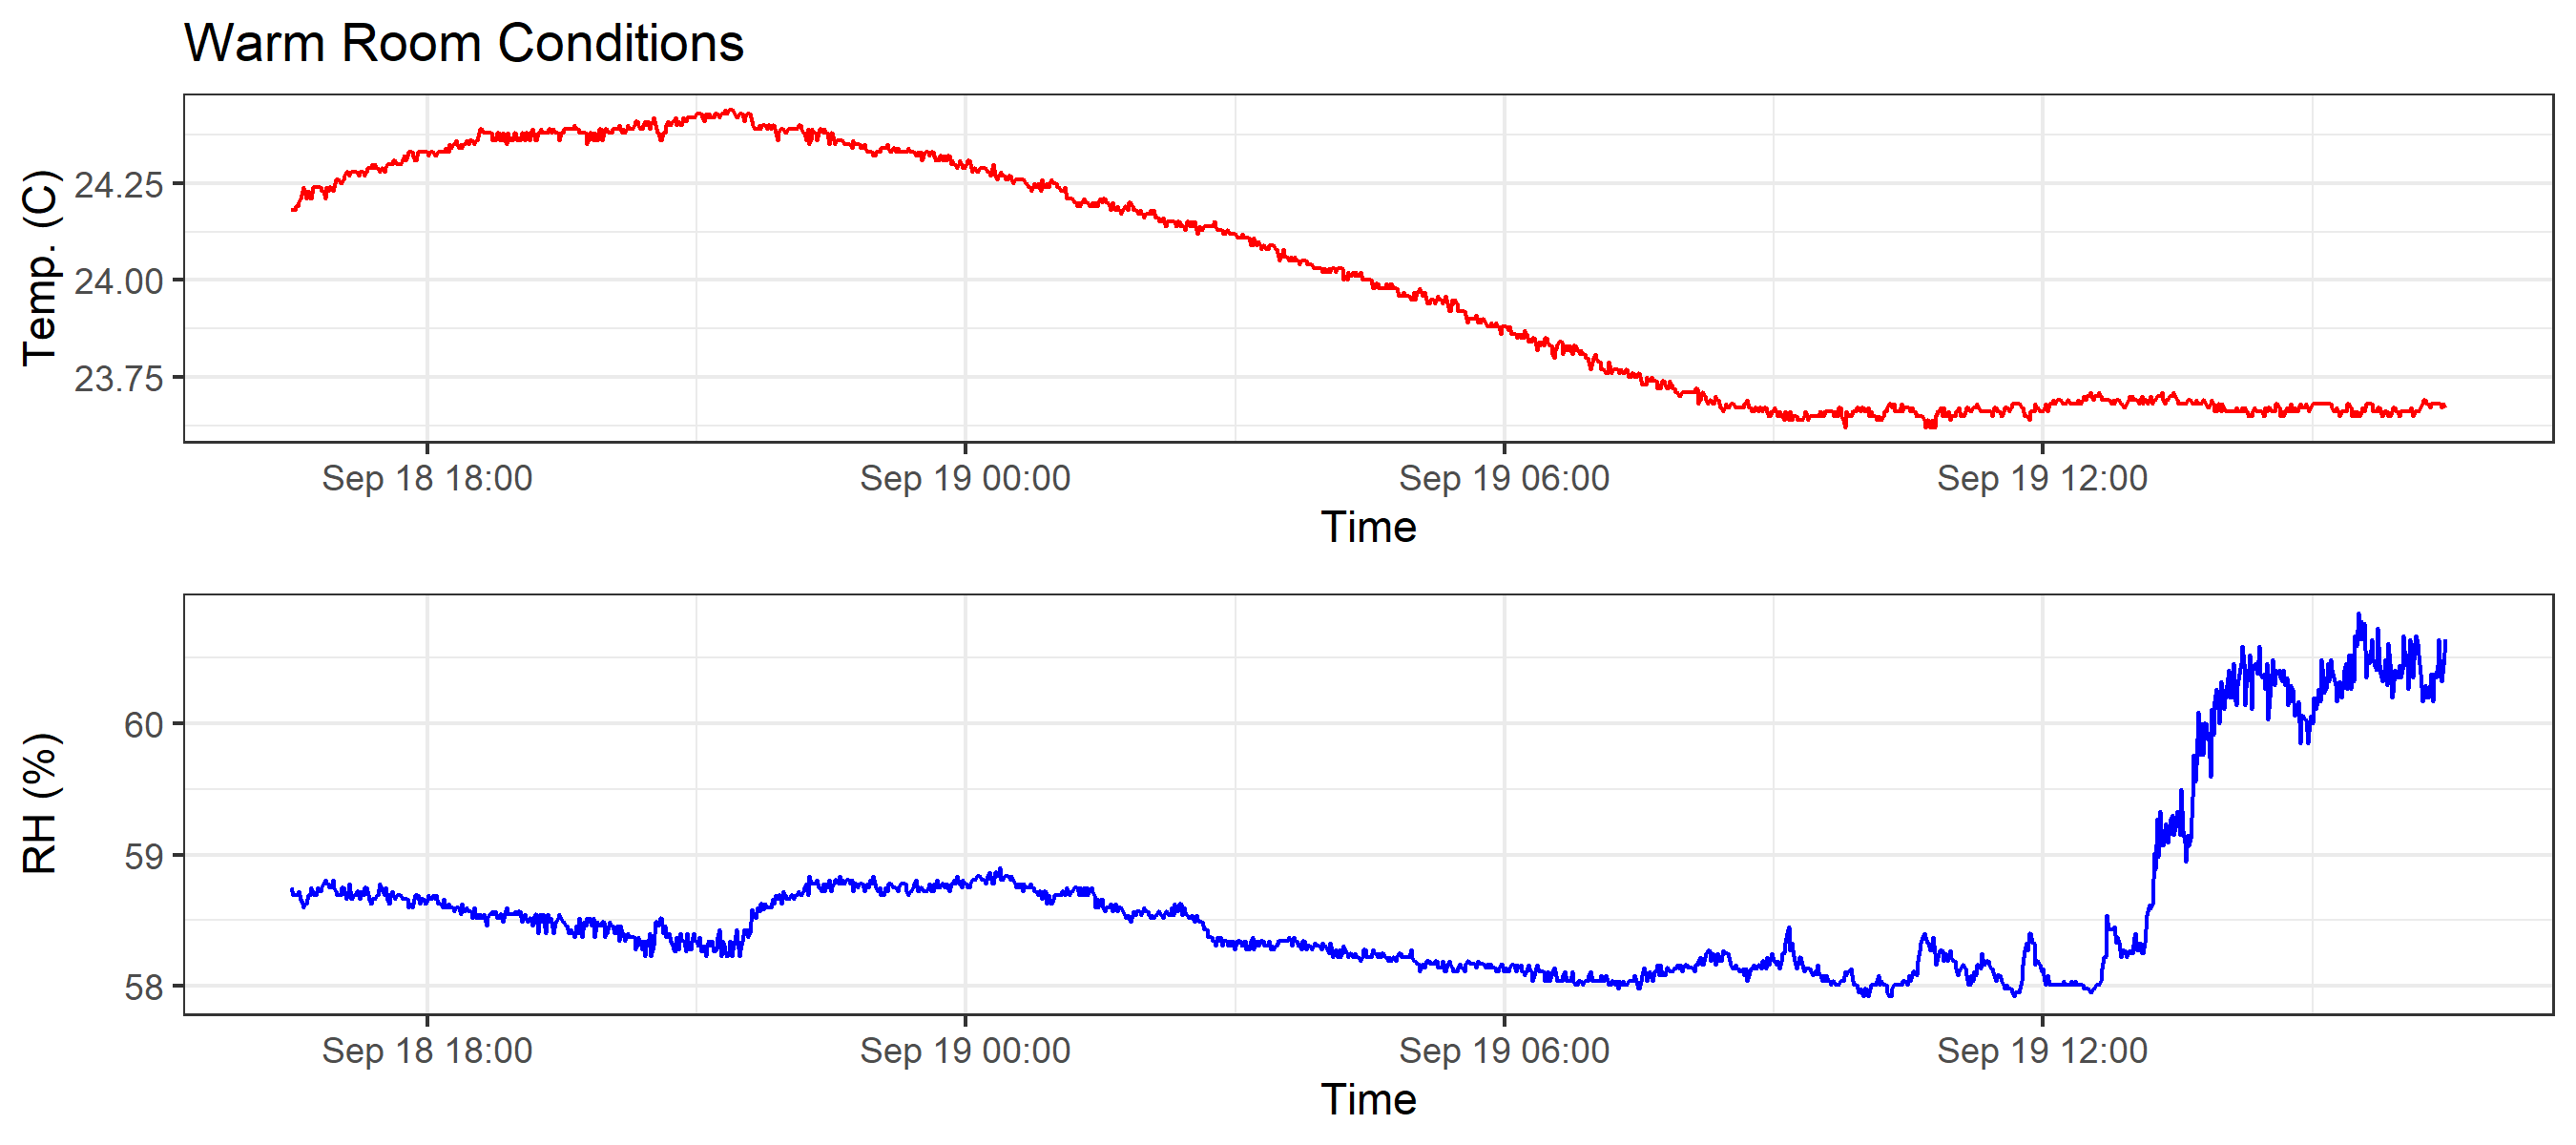 Warm Room Conditions
Temp. (C)
24.25
24.00
23.75
Sep 18 18:00 Sep 19 00:00 Sep 19 06:00 Sep 19 12:00
Time
RH (%)
60
59
58
Sep 18 18:00 Sep 19 00:00 Sep 19 06:00 Sep 19 12:00
Time